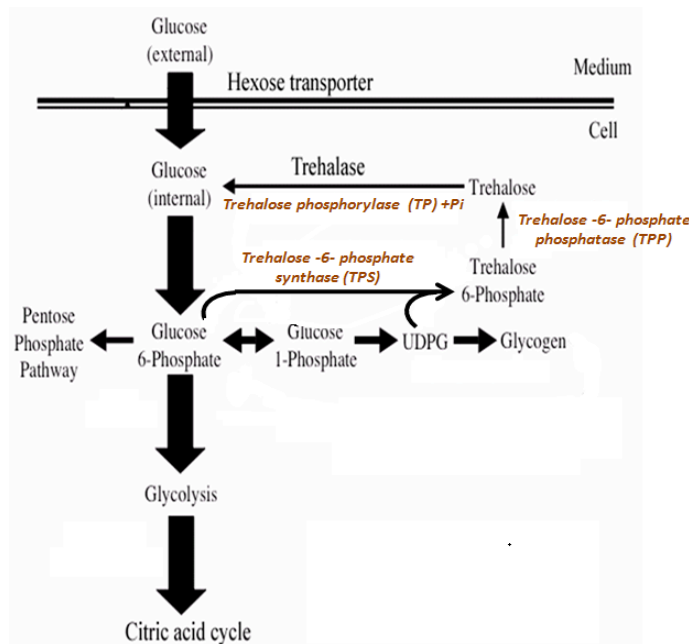 Glucose
(external)
Medium
Hexose transporter
Cell
Glucose
(internal)
Trehalase
Trehalose
Trehalose phosphorylase (TP) +Pi
Trehalose -6- phosphate
phosphatase (TPP)
Trehalose -6- phosphate
synthase (TPS)
Trehalose
6-Phosphate
Pentose
Phosphate
Pathway
Glucose
6-Phosphate
Glucose
1-Phosphate
UDPG
Glycogen
Glycolysis
Citric acid cycle